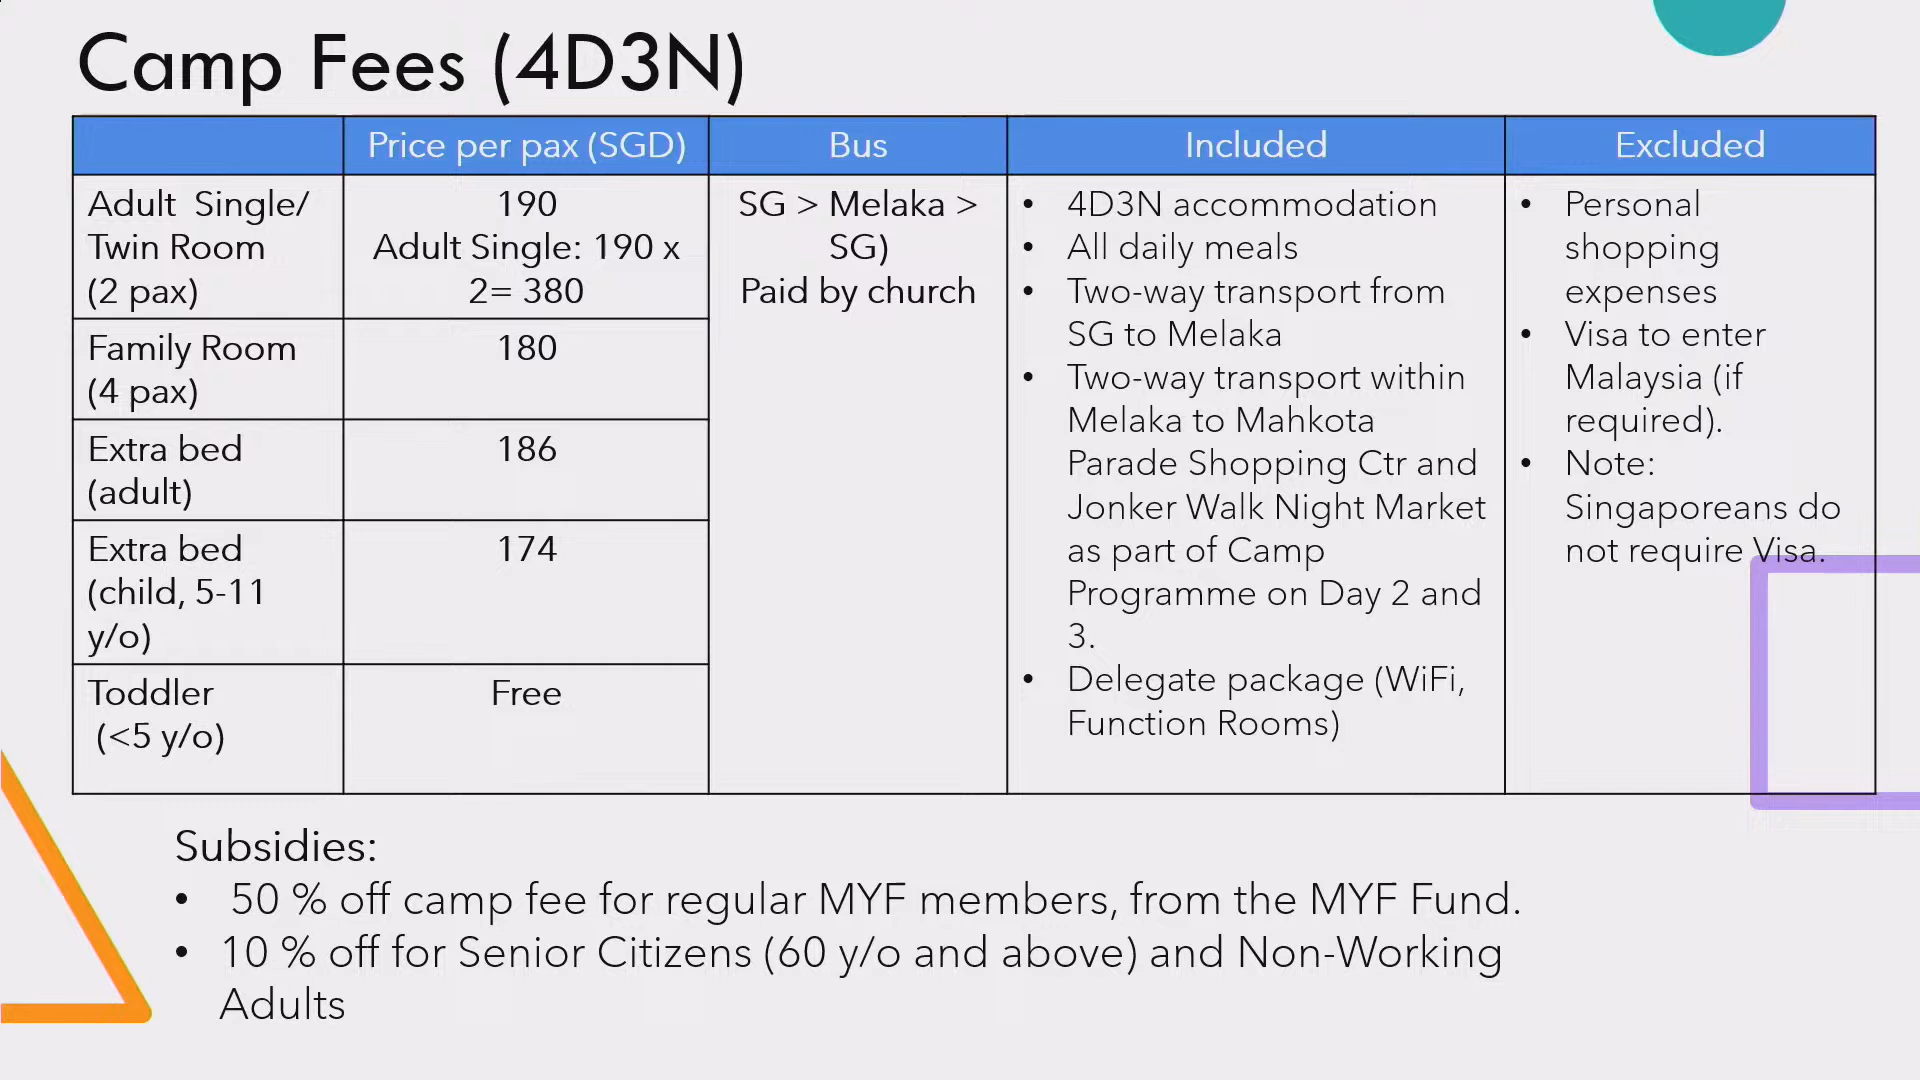 Camp Fees (4D3N)
Price per pax (SGD)
Bus
Included
Excluded
Adult  Single/
Twin Room
(2 pax)
190
Adult Single: 190 x
2= 380
SG > Melaka >
SG)
Paid by church
• 4D3N accommodation
• All daily meals
• Two-way transport from
SG to Melaka
• Two-way transport within
Melaka to Mahkota
Parade Shopping Ctr and
Jonker Walk Night Market
as part of Camp
Programme on Day 2 and
3.
• Delegate package (WiFi,
Function Rooms)
• Personal
shopping
expenses
• Visa to enter
Malaysia (if
required).
• Note:
Singaporeans do
not require Visa.
Family Room
(4 pax)
180
Extra bed
(adult)
186
Extra bed
(child, 5-11
y/o)
174
Toddler
(<5 y/o)
Free
Subsidies:
• 50 % off camp fee for regular MYF members, from the MYF Fund.
• 10 % off for Senior Citizens (60 y/o and above) and Non-Working
Adults